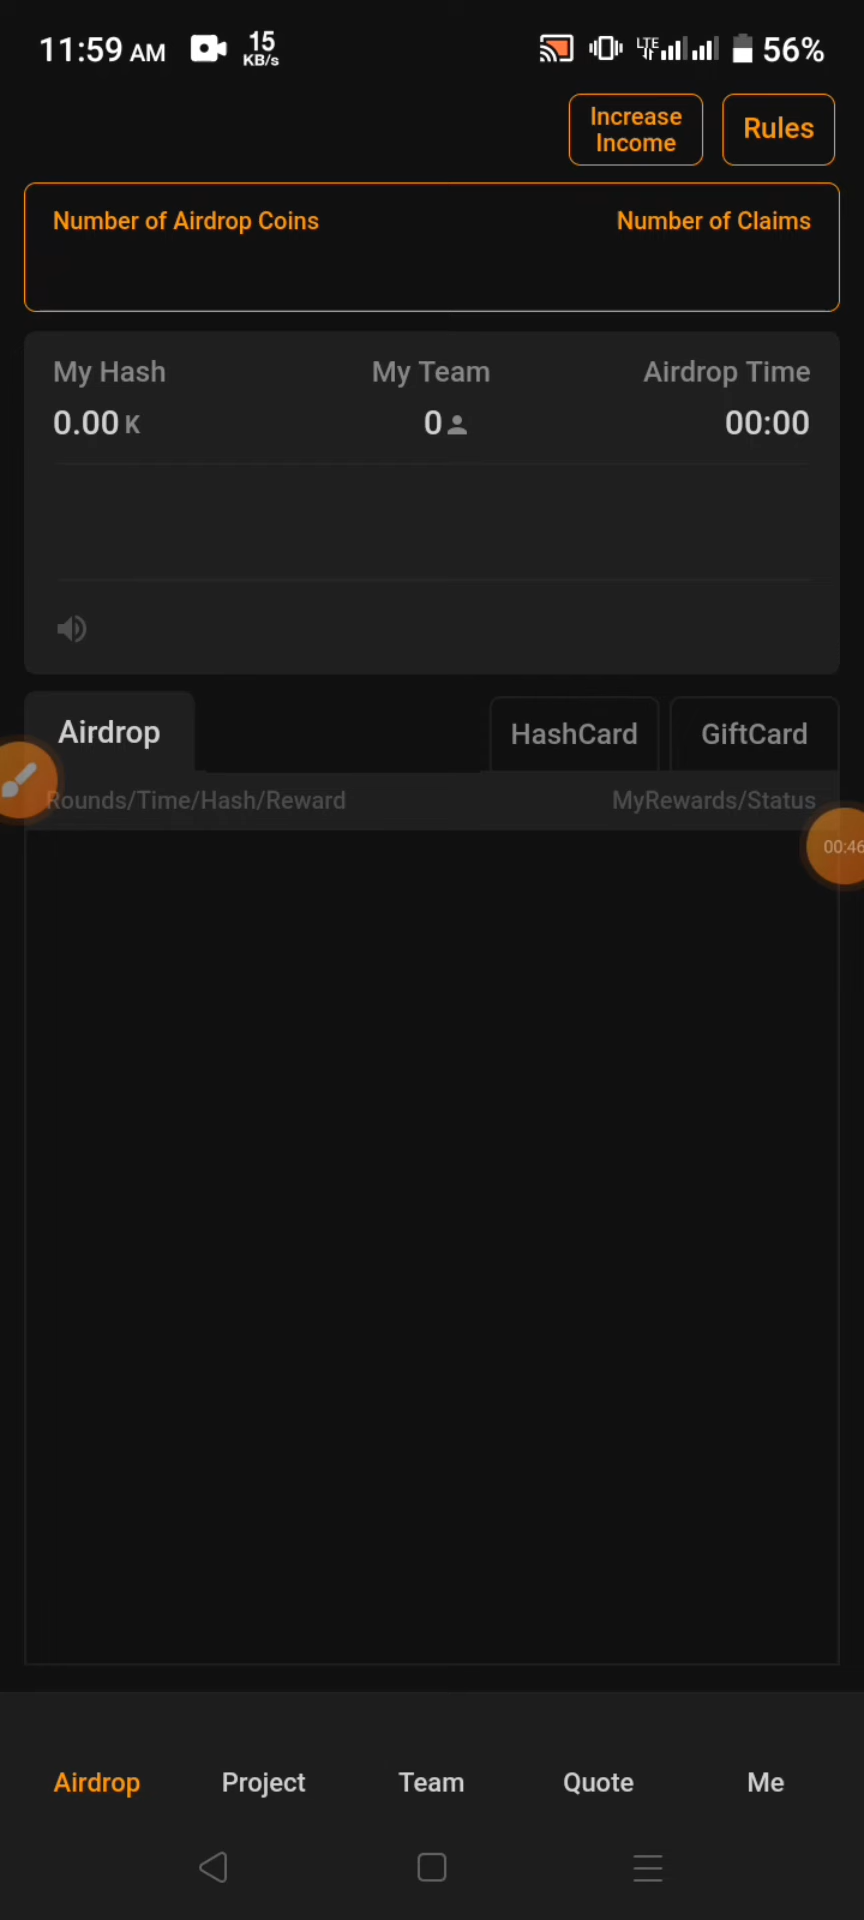 11:59 AM 15 KB/s LTE 56%
Increase
Income
Rules
Number of Airdrop Coins Number of Claims
My Hash My Team Airdrop Time
0.00 K 0 00:00
Airdrop HashCard GiftCard
Rounds/Time/Hash/Reward MyRewards/Status
00:46
Airdrop Project Team Quote Me